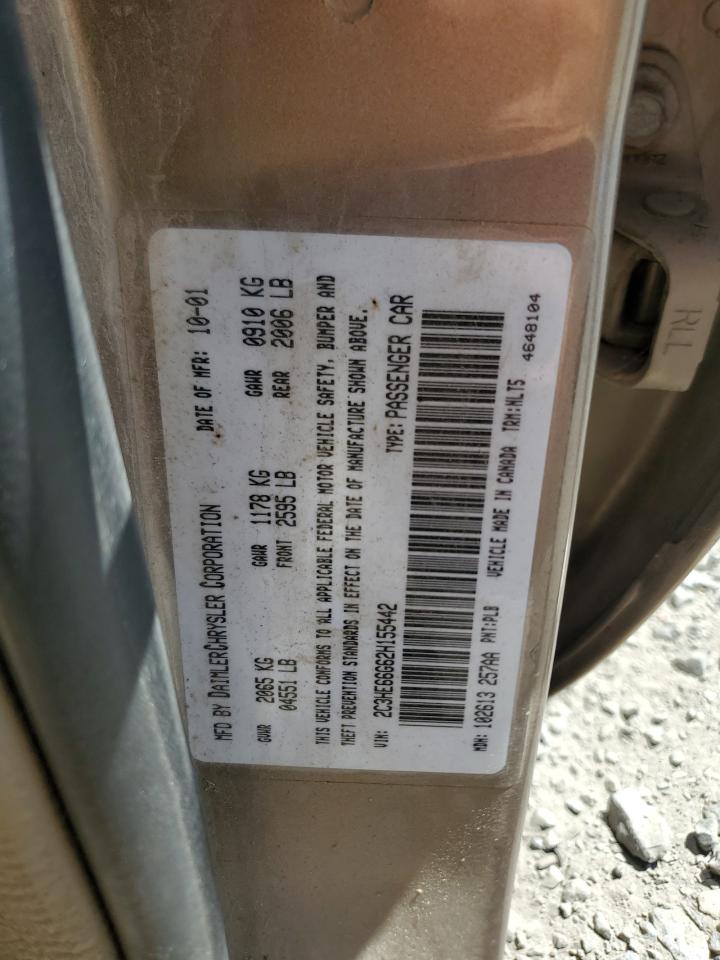 MFD BY DAIMLERCHRYSLER CORPORATION DATE OF MFR: 10-01
GVWR 2065 KG GAWR 1178 KG GAWR 0910 KG
04551 LB FRONT 2595 LB REAR 2006 LB
THIS VEHICLE CONFORMS TO ALL APPLICABLE FEDERAL MOTOR VEHICLE SAFETY, BUMPER AND
THEFT PREVENTION STANDARDS IN EFFECT ON THE DATE OF MANUFACTURE SHOWN ABOVE.
VIN: 2C3HE66G62H155442 TYPE: PASSENGER CAR
MDH: 102613 257AA PNT:PLB VEHICLE MADE IN CANADA TRM:MLT5
4648104
RLL